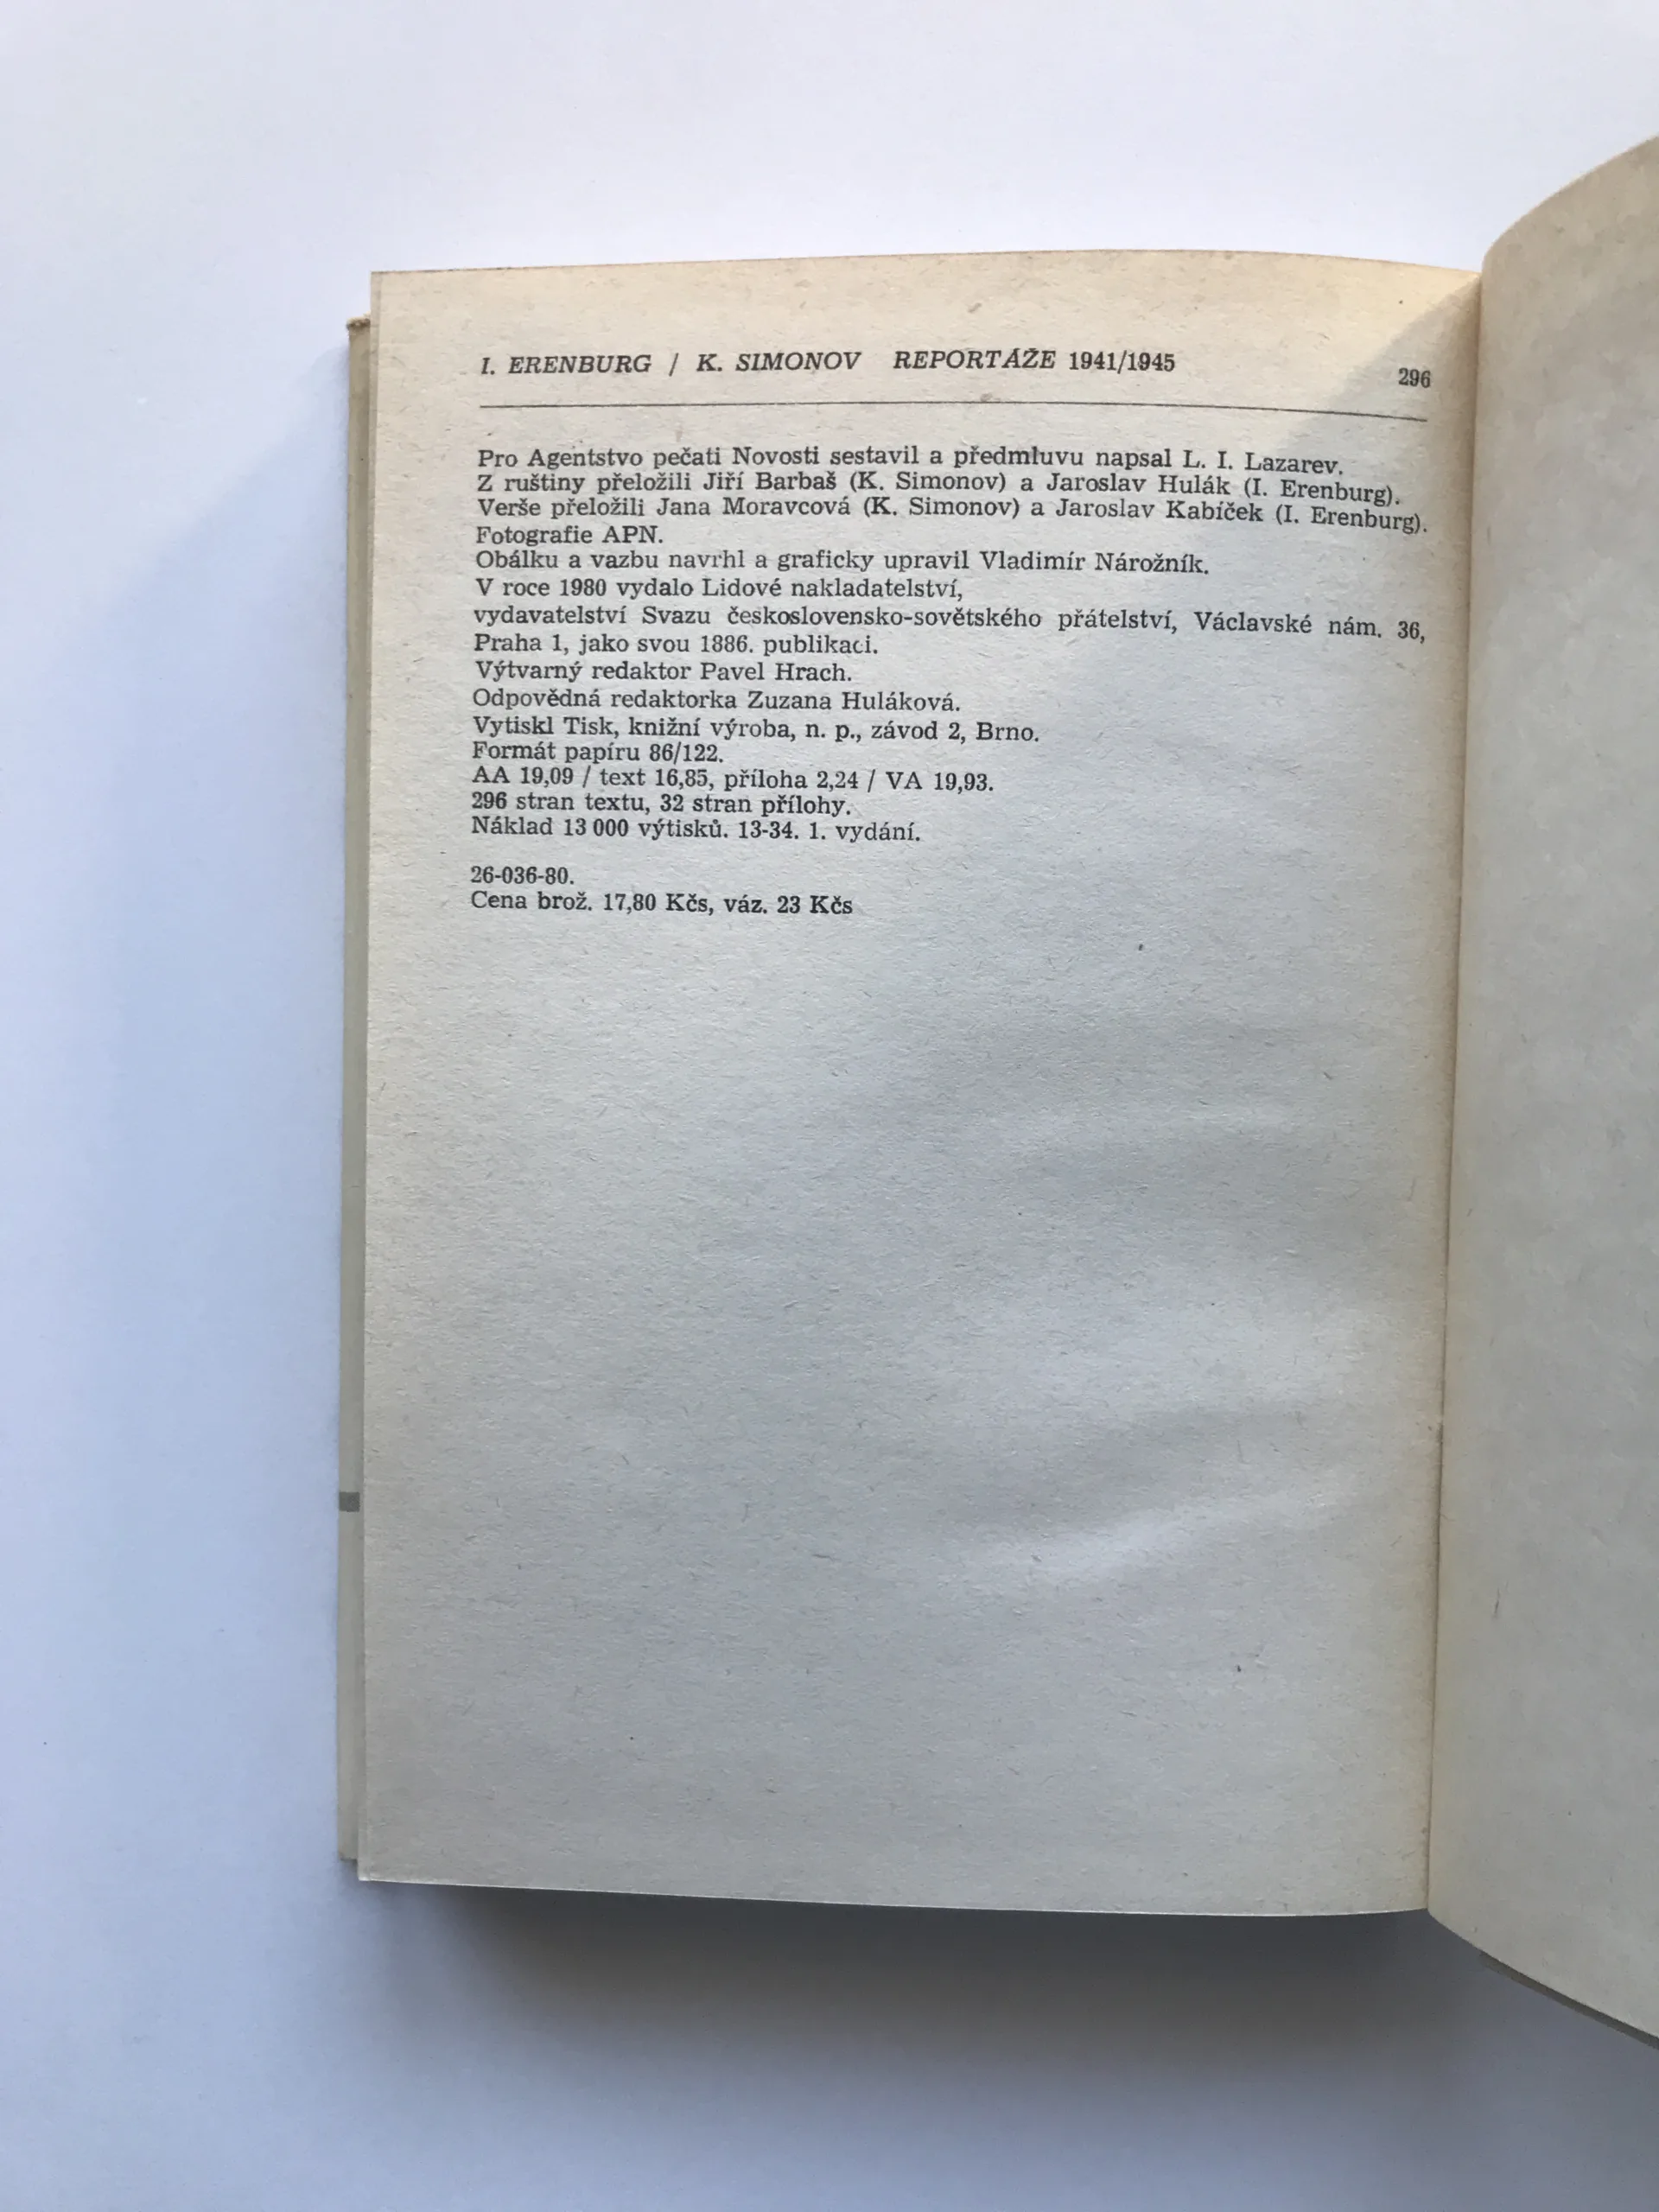 I. ERENBURG / K. SIMONOV REPORTÁŽE 1941/1945
296
Pro Agentstvo pečati Novosti sestavil a předmluvu napsal L. I. Lazarev.
Z ruštiny přeložili Jiří Barbaš (K. Simonov) a Jaroslav Hulák (I. Erenburg).
Verše přeložili Jana Moravcová (K. Simonov) a Jaroslav Kabíček (I. Erenburg).
Fotografie APN.
Obálku a vazbu navrhl a graficky upravil Vladimír Nárožník.
V roce 1980 vydalo Lidové nakladatelství,
vydavatelství Svazu československo-sovětského přátelství, Václavské nám. 36,
Praha 1, jako svou 1886. publikaci.
Výtvarný redaktor Pavel Hrach.
Odpovědná redaktorka Zuzana Huláková.
Vytiskl Tisk, knižní výroba, n. p., závod 2, Brno.
Formát papíru 86/122.
AA 19,09 / text 16,85, příloha 2,24 / VA 19,93.
296 stran textu, 32 stran přílohy.
Náklad 13 000 výtisků. 13-34. 1. vydání.
26-036-80.
Cena brož. 17,80 Kčs, váz. 23 Kčs